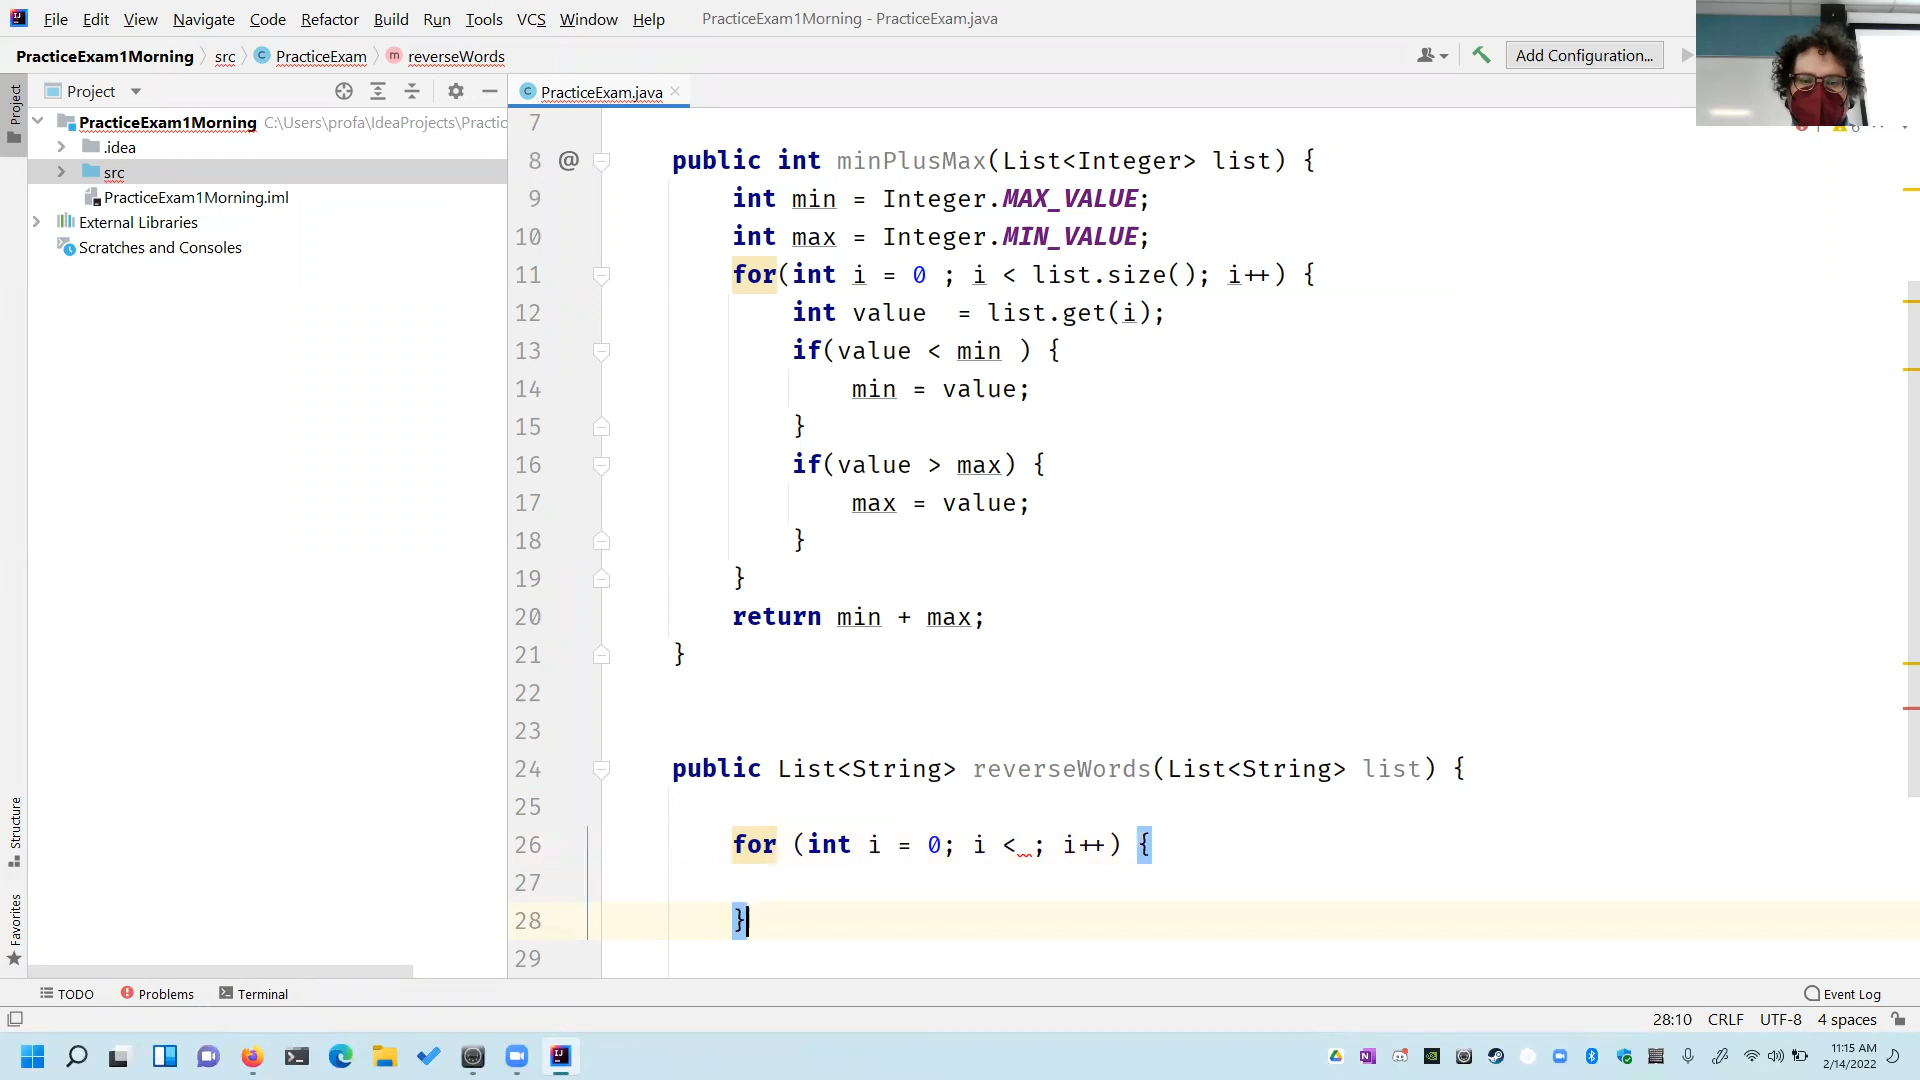 File Edit View Navigate Code Refactor Build Run Tools VCS Window Help PracticeExam1Morning - PracticeExam.java
PracticeExam1Morning src PracticeExam reverseWords Add Configuration...
Project PracticeExam.java
PracticeExam1Morning C:\Users\profa\IdeaProjects\Practic
.idea
src
PracticeExam1Morning.iml
External Libraries
Scratches and Consoles
Project
Structure
Favorites
7
8 @ public int minPlusMax(List<Integer> list) {
9 int min = Integer.MAX_VALUE;
10 int max = Integer.MIN_VALUE;
11 for(int i = 0 ; i < list.size(); i++) {
12 int value  = list.get(i);
13 if(value < min ) {
14 min = value;
15 }
16 if(value > max) {
17 max = value;
18 }
19 }
20 return min + max;
21 }
22
23
24 public List<String> reverseWords(List<String> list) {
25
26 for (int i = 0; i < ; i++) {
27
28 }
29
TODO Problems Terminal Event Log
28:10 CRLF UTF-8 4 spaces
11:15 AM
2/14/2022